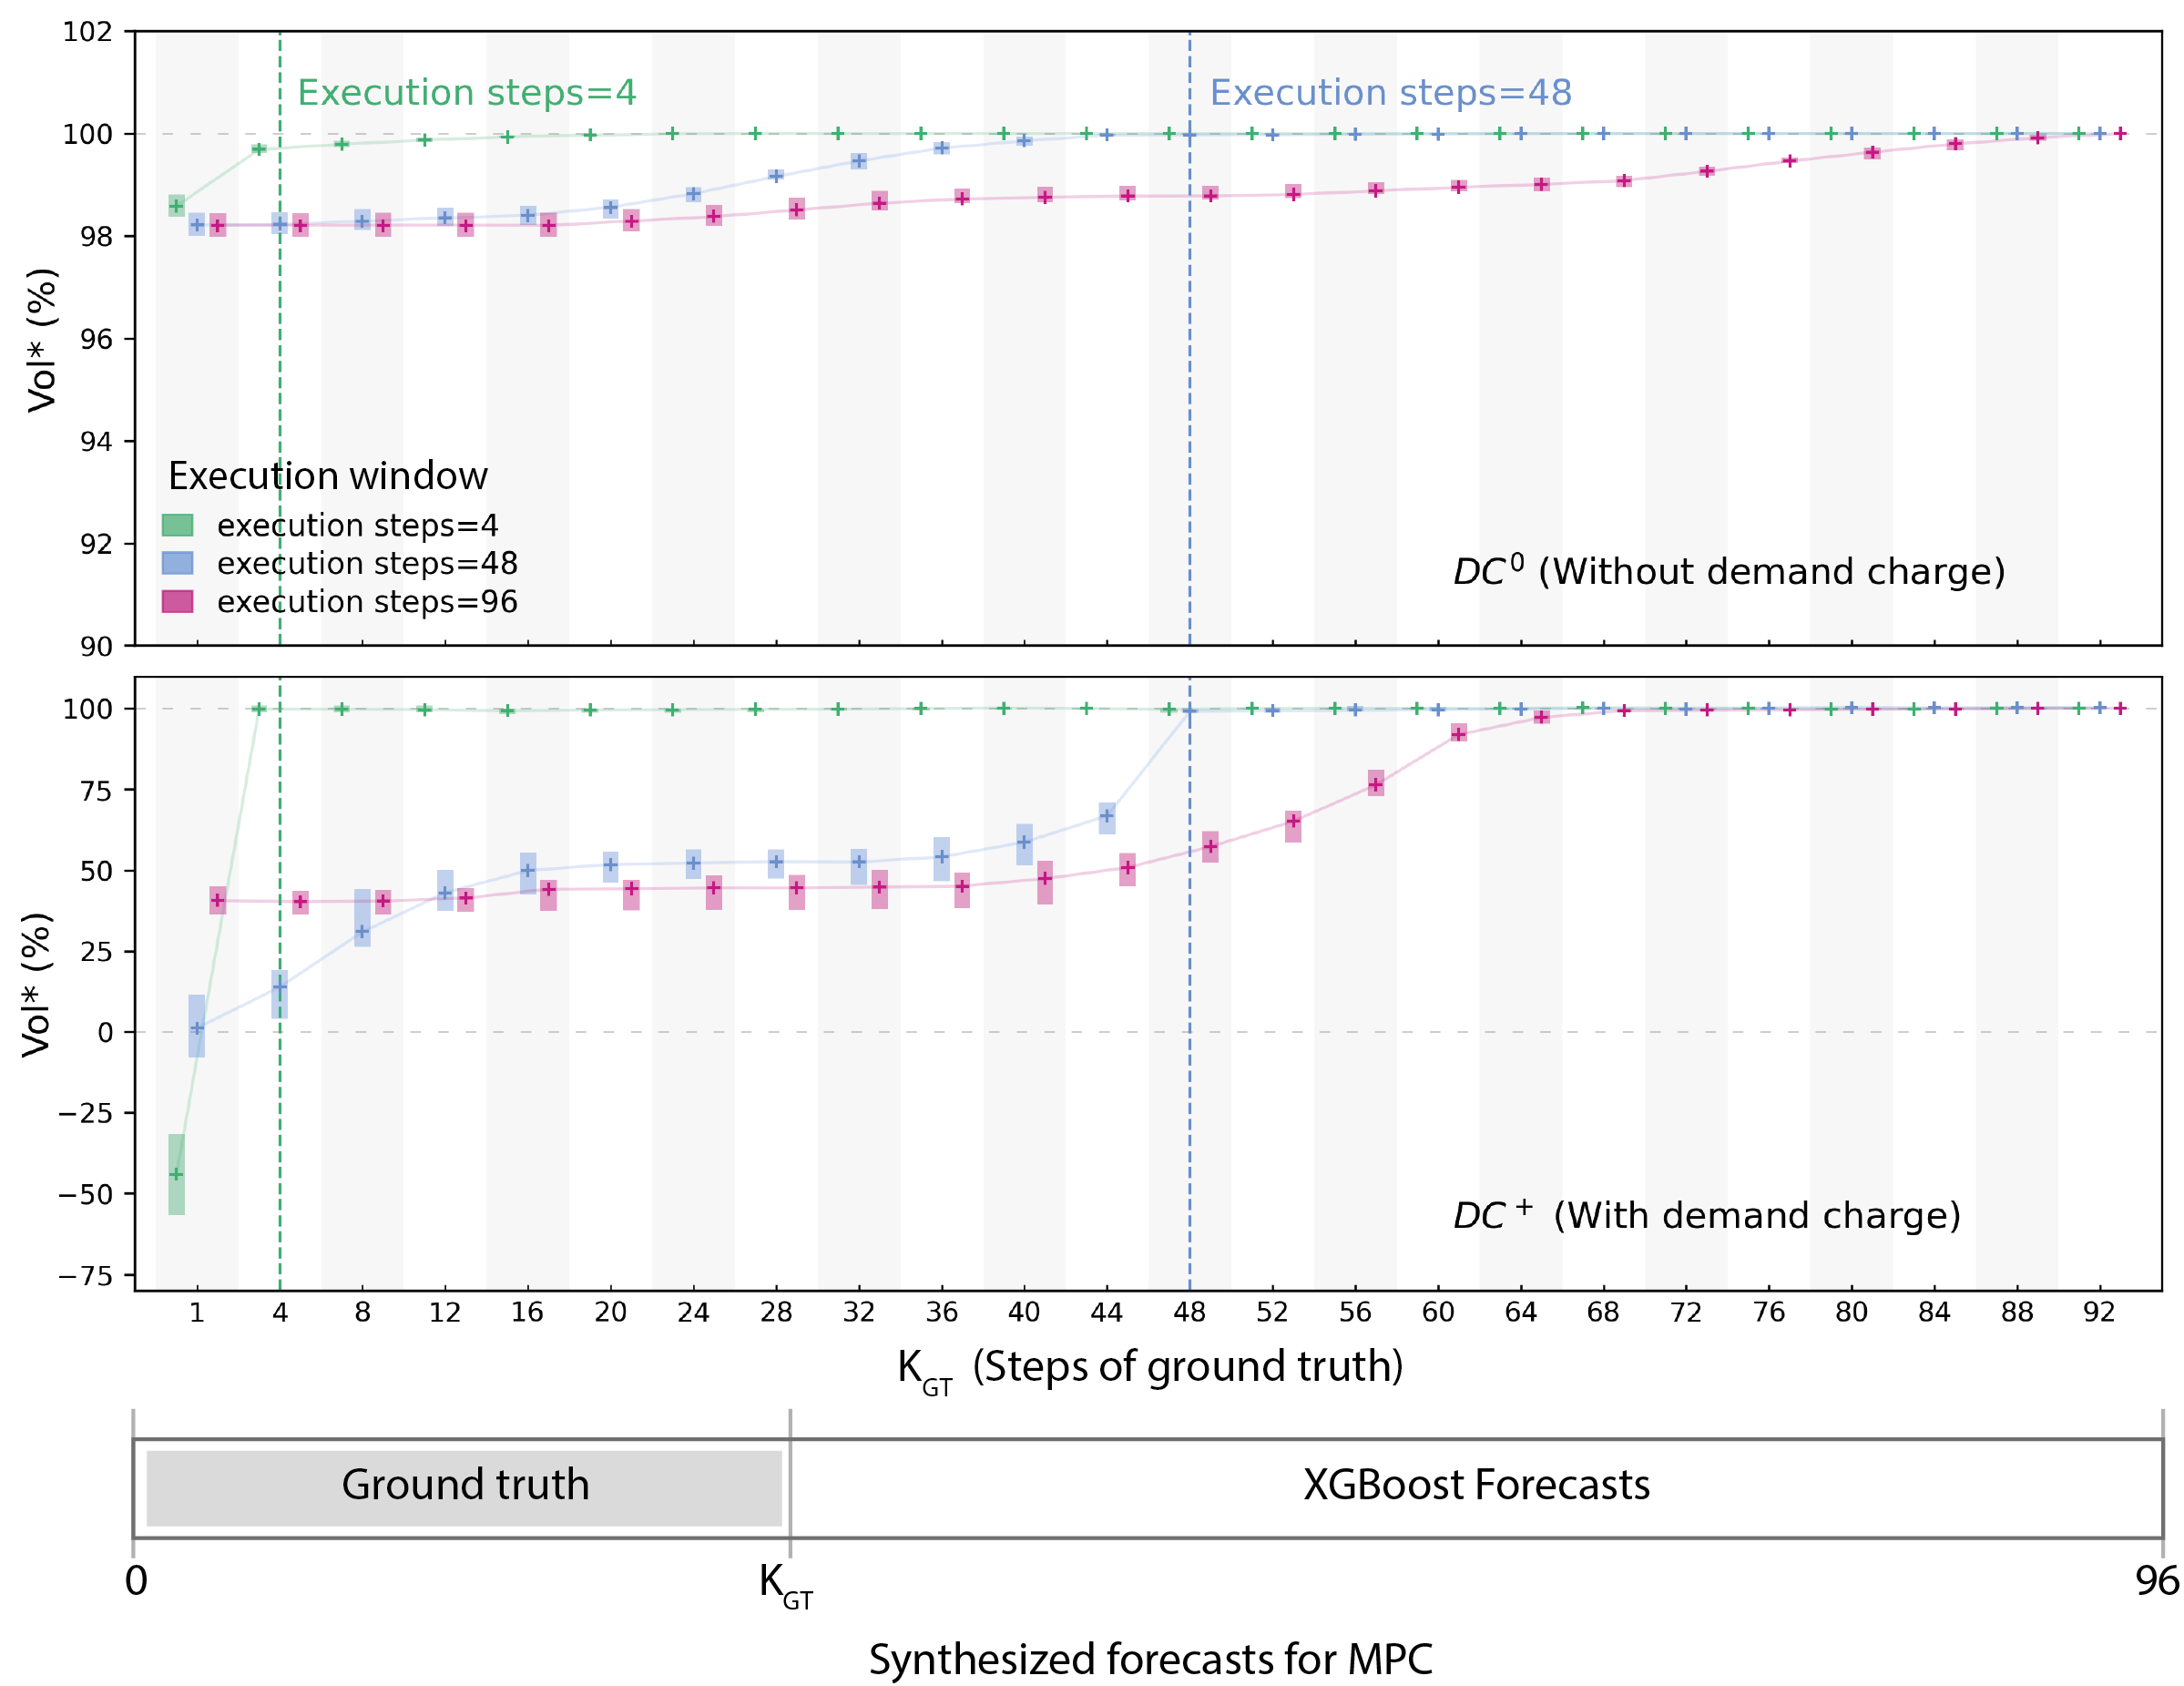 102
100
98
96
94
92
90
Vol* (%)
Execution steps=4
Execution steps=48
Execution window
execution steps=4
execution steps=48
execution steps=96
DC⁰ (Without demand charge)
100
75
50
25
0
−25
−50
−75
Vol* (%)
DC⁺ (With demand charge)
1 4 8 12 16 20 24 28 32 36 40 44 48 52 56 60 64 68 72 76 80 84 88 92
K_GT (Steps of ground truth)
Ground truth
XGBoost Forecasts
0 K_GT 96
Synthesized forecasts for MPC